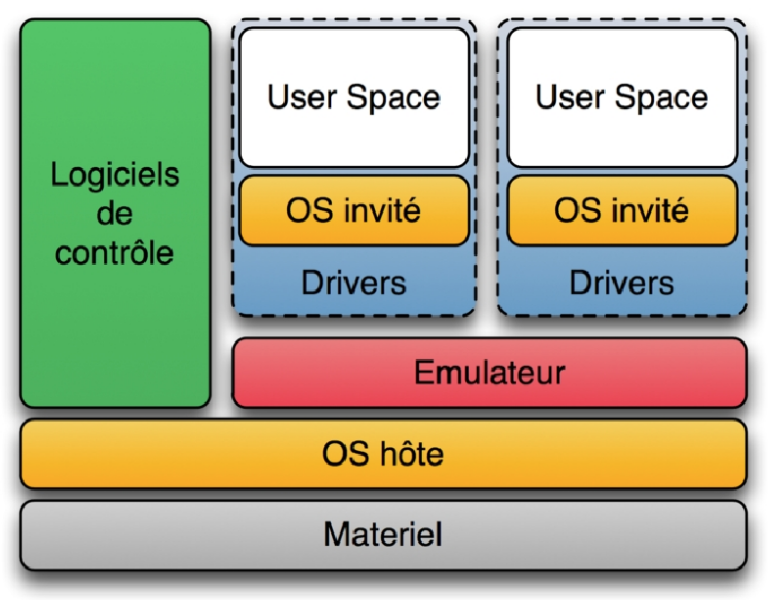 Logiciels
de
contrôle
User Space
OS invité
Drivers
User Space
OS invité
Drivers
Emulateur
OS hôte
Materiel